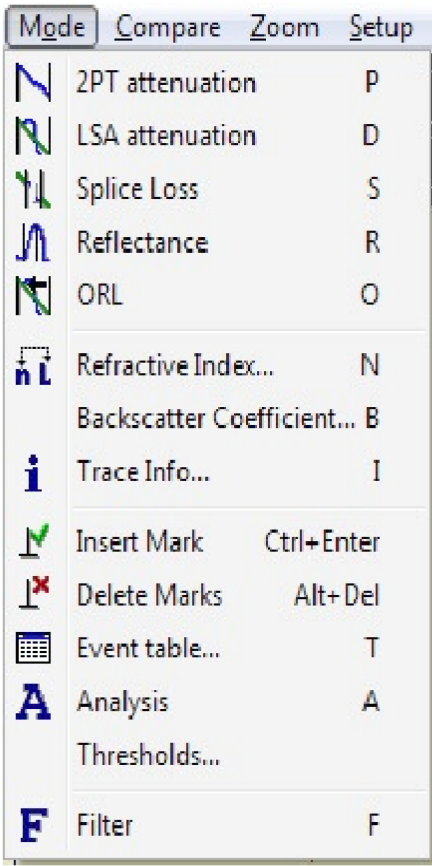 Mode Compare Zoom Setup
2PT attenuation P
LSA attenuation D
Splice Loss S
Reflectance R
ORL O
n L Refractive Index... N
Backscatter Coefficient... B
i Trace Info... I
Insert Mark Ctrl+Enter
Delete Marks Alt+Del
Event table... T
A Analysis A
Thresholds...
F Filter F